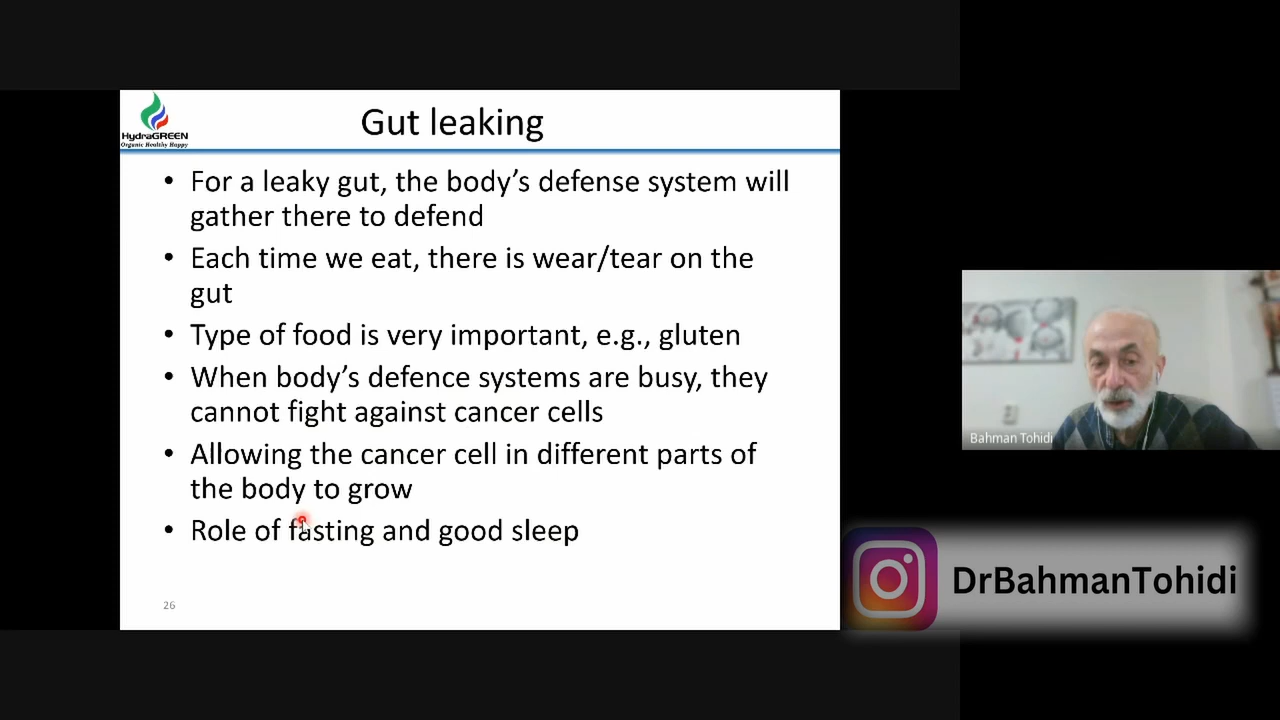 HydraGREEN
Organic Healthy Happy
Gut leaking
• For a leaky gut, the body's defense system will
gather there to defend
• Each time we eat, there is wear/tear on the
gut
• Type of food is very important, e.g., gluten
• When body's defence systems are busy, they
cannot fight against cancer cells
• Allowing the cancer cell in different parts of
the body to grow
• Role of fasting and good sleep
26
Bahman Tohidi
DrBahmanTohidi